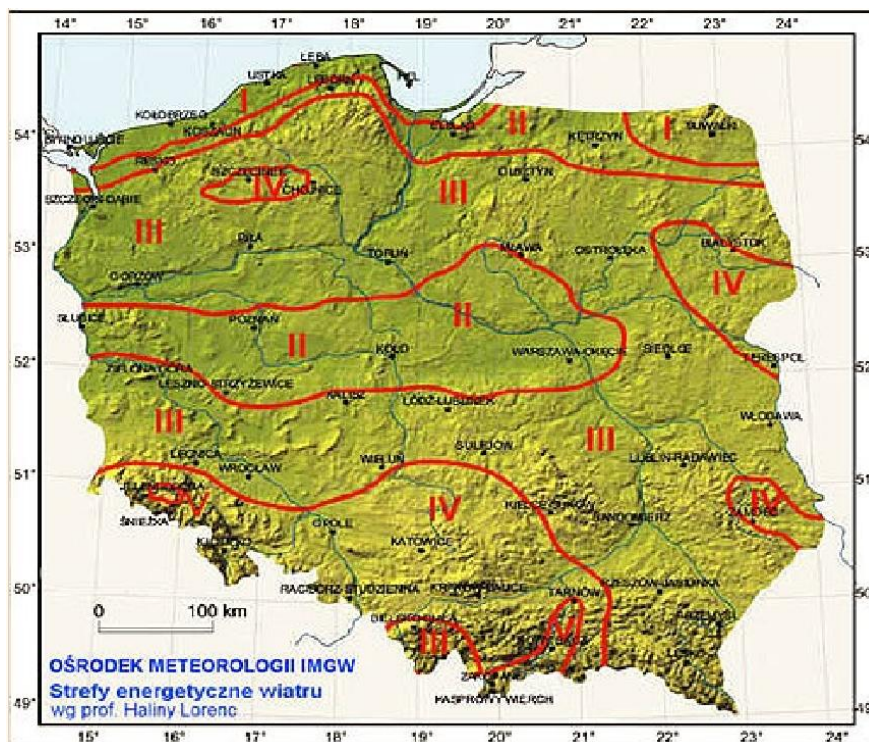 14° 15° 16° 17° 18° 19° 20° 21° 22° 23° 24°
ŁEBA
USTKA
HEL
LĘBORK
I
KOŁOBRZEG
KOSZALIN
ELBLĄG
II
KĘTRZYN
I
SUWAŁKI
54°
54°
ŚWINOUJŚCIE
RESKO
SZCZECINEK
IV
CHOJNICE
OLSZTYN
SZCZECIN-DĄBIE
III
III
PIŁA
TORUŃ
MŁAWA
OSTROŁĘKA
BIAŁYSTOK
53°
53°
GORZÓW
IV
SŁUBICE
POZNAŃ
II
II
KOŁO
WARSZAWA-OKĘCIE
SIEDLCE
TERESPOL
52°
52°
ZIELONA GÓRA
LESZNO-STRZYŻEWICE
KALISZ
ŁÓDŹ-LUBLINEK
WŁODAWA
III
III
SULEJÓW
LEGNICA
WROCŁAW
WIELUŃ
LUBLIN-RADAWIEC
51°
51°
V
IV
IV
ZAMOŚĆ
ŚNIEŻKA
KIELCE-SUKÓW
SANDOMIERZ
OPOLE
KŁODZKO
KATOWICE
50°
50°
RACIBÓRZ-STUDZIENNA
TARNÓW
RZESZÓW-JASIONKA
0 100 km
BIELSKO-BIAŁA
III
V
OŚRODEK METEOROLOGII IMGW
Strefy energetyczne wiatru
wg prof. Haliny Lorenc
KASPROWY WIERCH
49°
49°
15° 16° 17° 18° 19° 20° 21° 22° 23° 24°